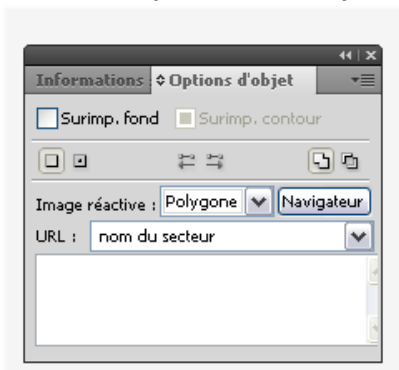 Informations Options d'objet
Surimp. fond Surimp. contour
Image réactive : Polygone Navigateur
URL : nom du secteur